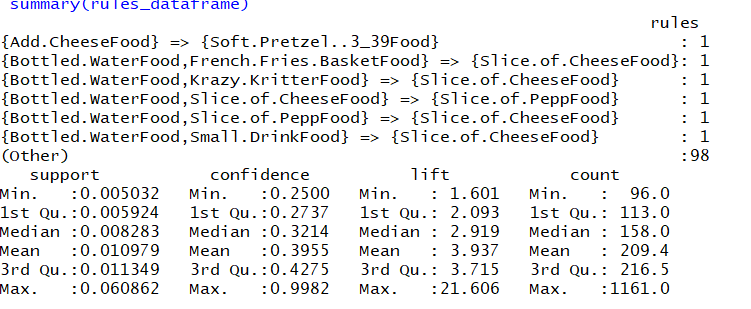 summary(rules_dataframe)
rules
{Add.CheeseFood} => {Soft.Pretzel..3_39Food} : 1
{Bottled.WaterFood,French.Fries.BasketFood} => {Slice.of.CheeseFood}: 1
{Bottled.WaterFood,Krazy.KritterFood} => {Slice.of.CheeseFood} : 1
{Bottled.WaterFood,Slice.of.CheeseFood} => {Slice.of.PeppFood} : 1
{Bottled.WaterFood,Slice.of.PeppFood} => {Slice.of.CheeseFood} : 1
{Bottled.WaterFood,Small.DrinkFood} => {Slice.of.CheeseFood} : 1
(Other) :98
support confidence lift count
Min. :0.005032 Min. :0.2500 Min. : 1.601 Min. : 96.0
1st Qu.:0.005924 1st Qu.:0.2737 1st Qu.: 2.093 1st Qu.: 113.0
Median :0.008283 Median :0.3214 Median : 2.919 Median : 158.0
Mean :0.010979 Mean :0.3955 Mean : 3.937 Mean : 209.4
3rd Qu.:0.011349 3rd Qu.:0.4275 3rd Qu.: 3.715 3rd Qu.: 216.5
Max. :0.060862 Max. :0.9982 Max. :21.606 Max. :1161.0